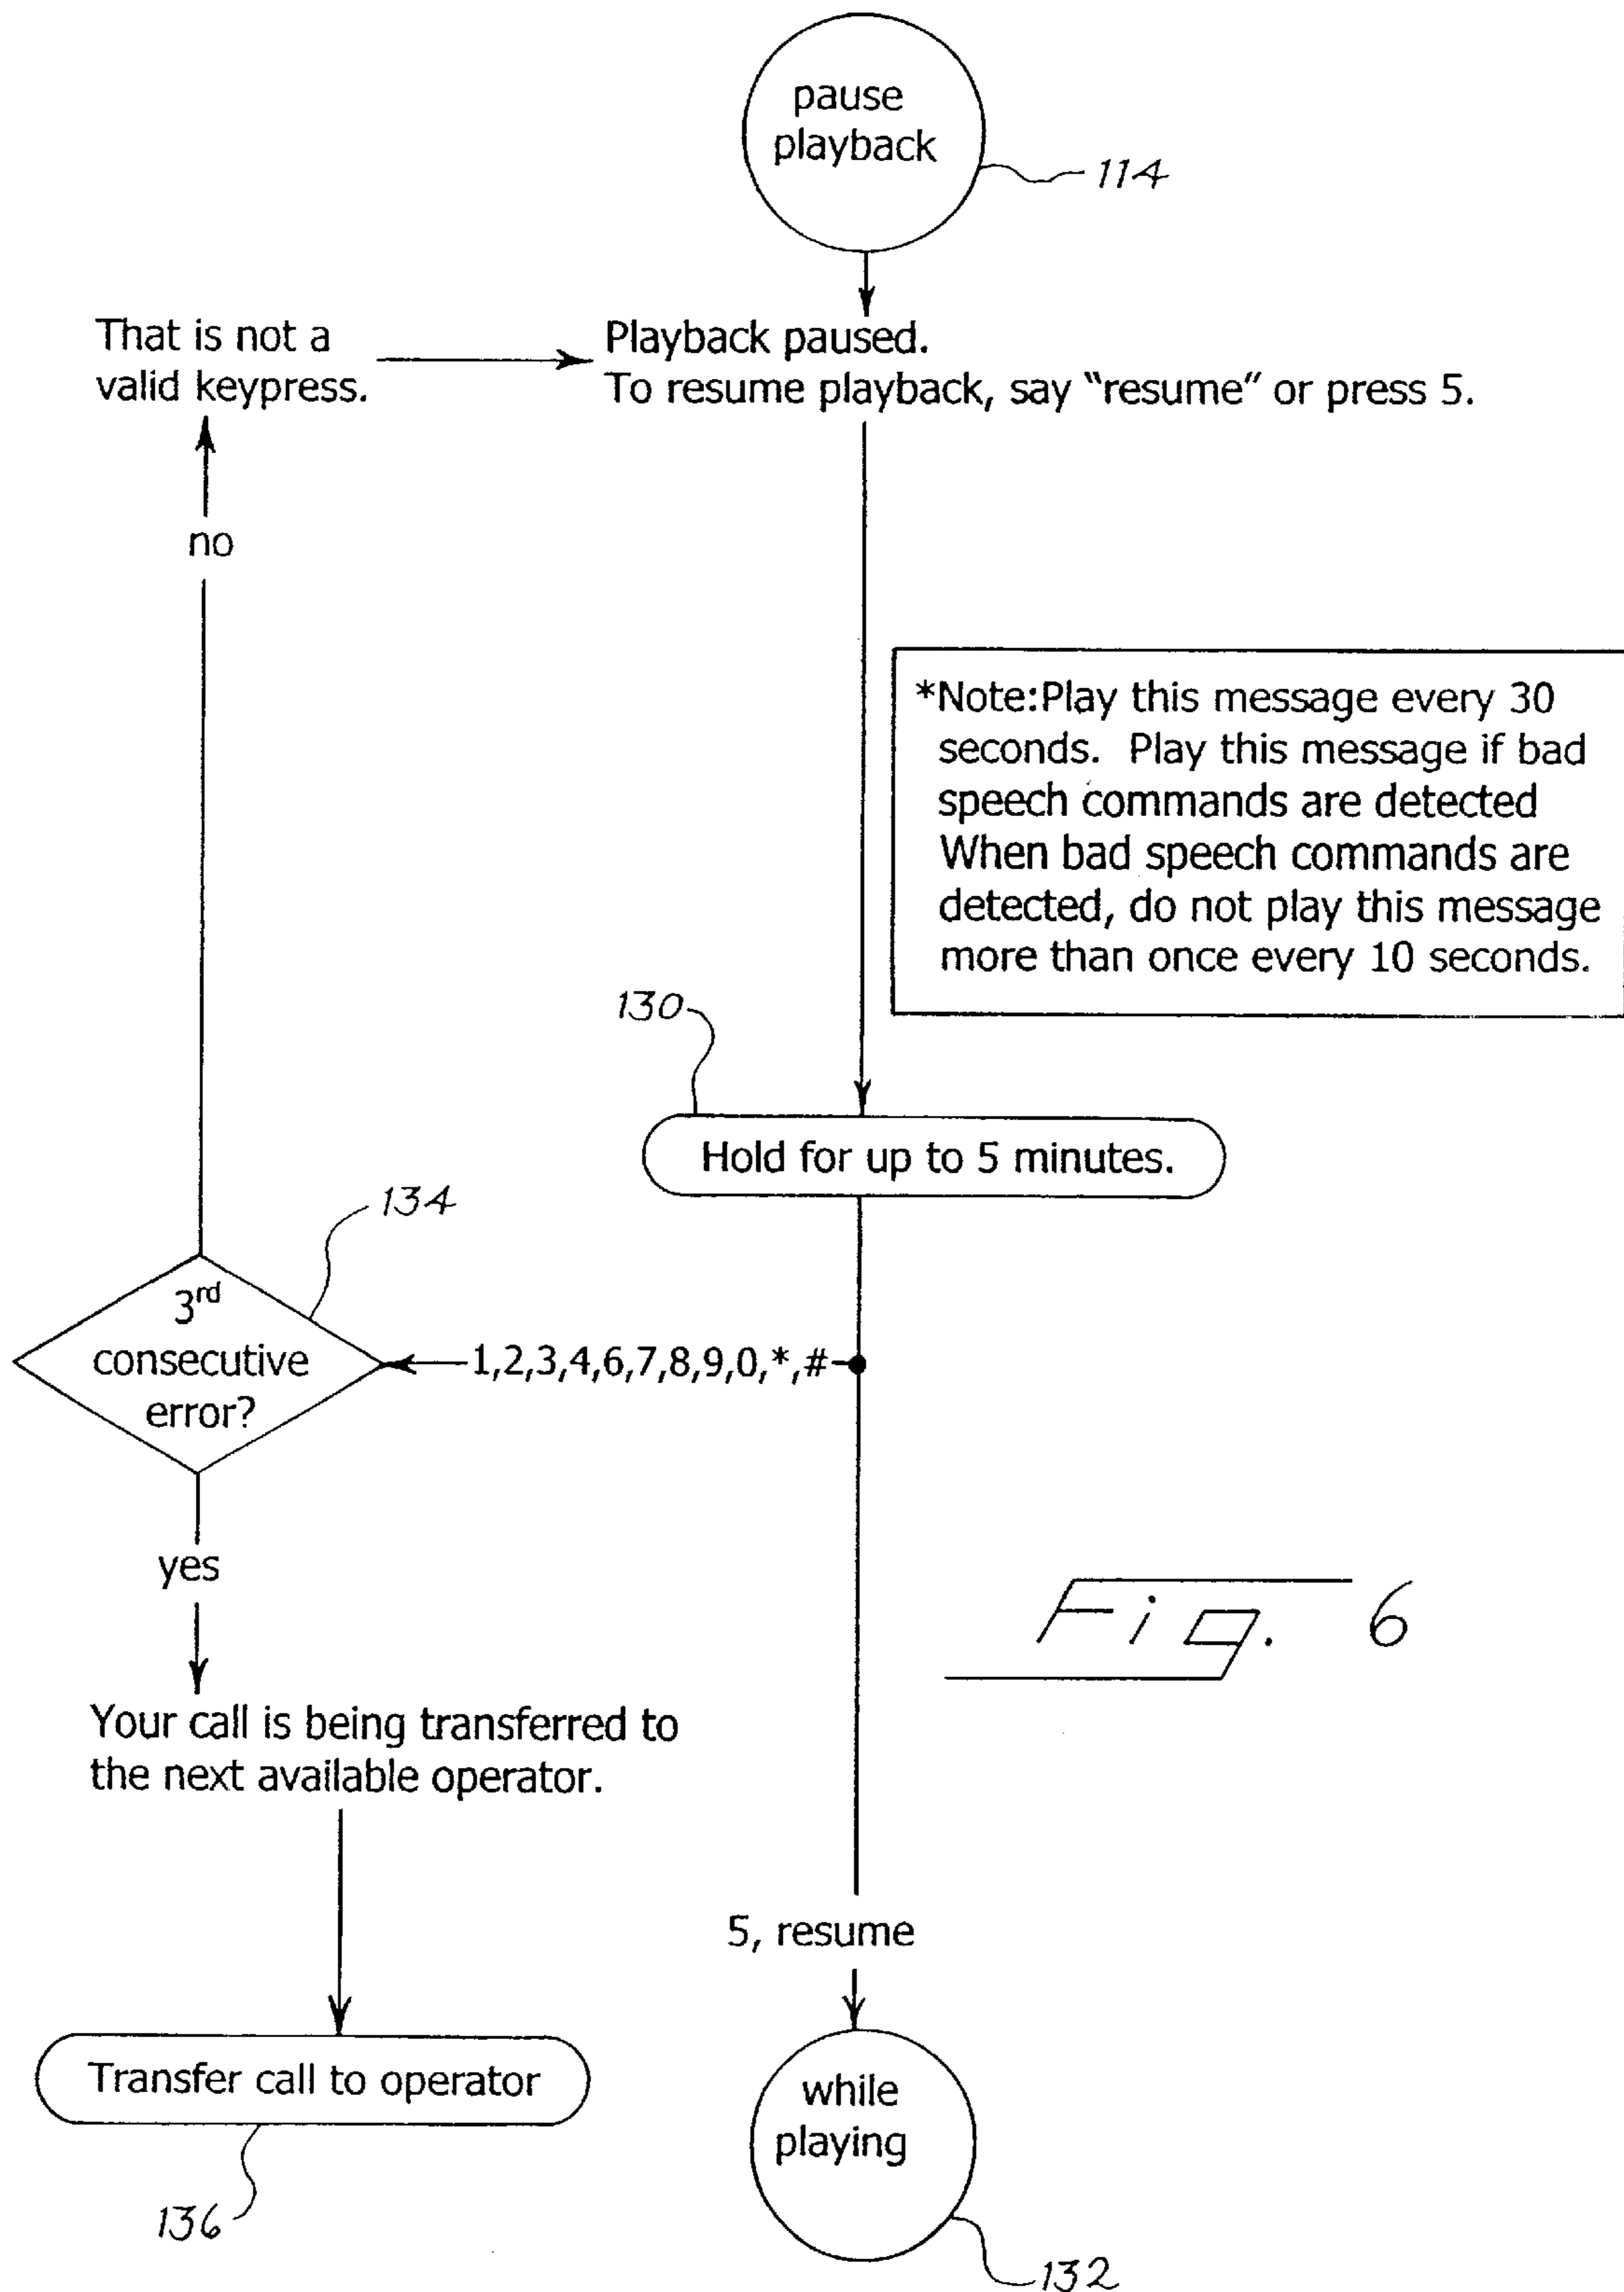 pause
playback
114
That is not a
valid keypress.
Playback paused.
To resume playback, say "resume" or press 5.
no
*Note:Play this message every 30
seconds. Play this message if bad
speech commands are detected
When bad speech commands are
detected, do not play this message
more than once every 10 seconds.
130
Hold for up to 5 minutes.
134
3rd
consecutive
error?
1,2,3,4,6,7,8,9,0,*,#
yes
Your call is being transferred to
the next available operator.
Fig. 6
5, resume
Transfer call to operator
while
playing
136
132